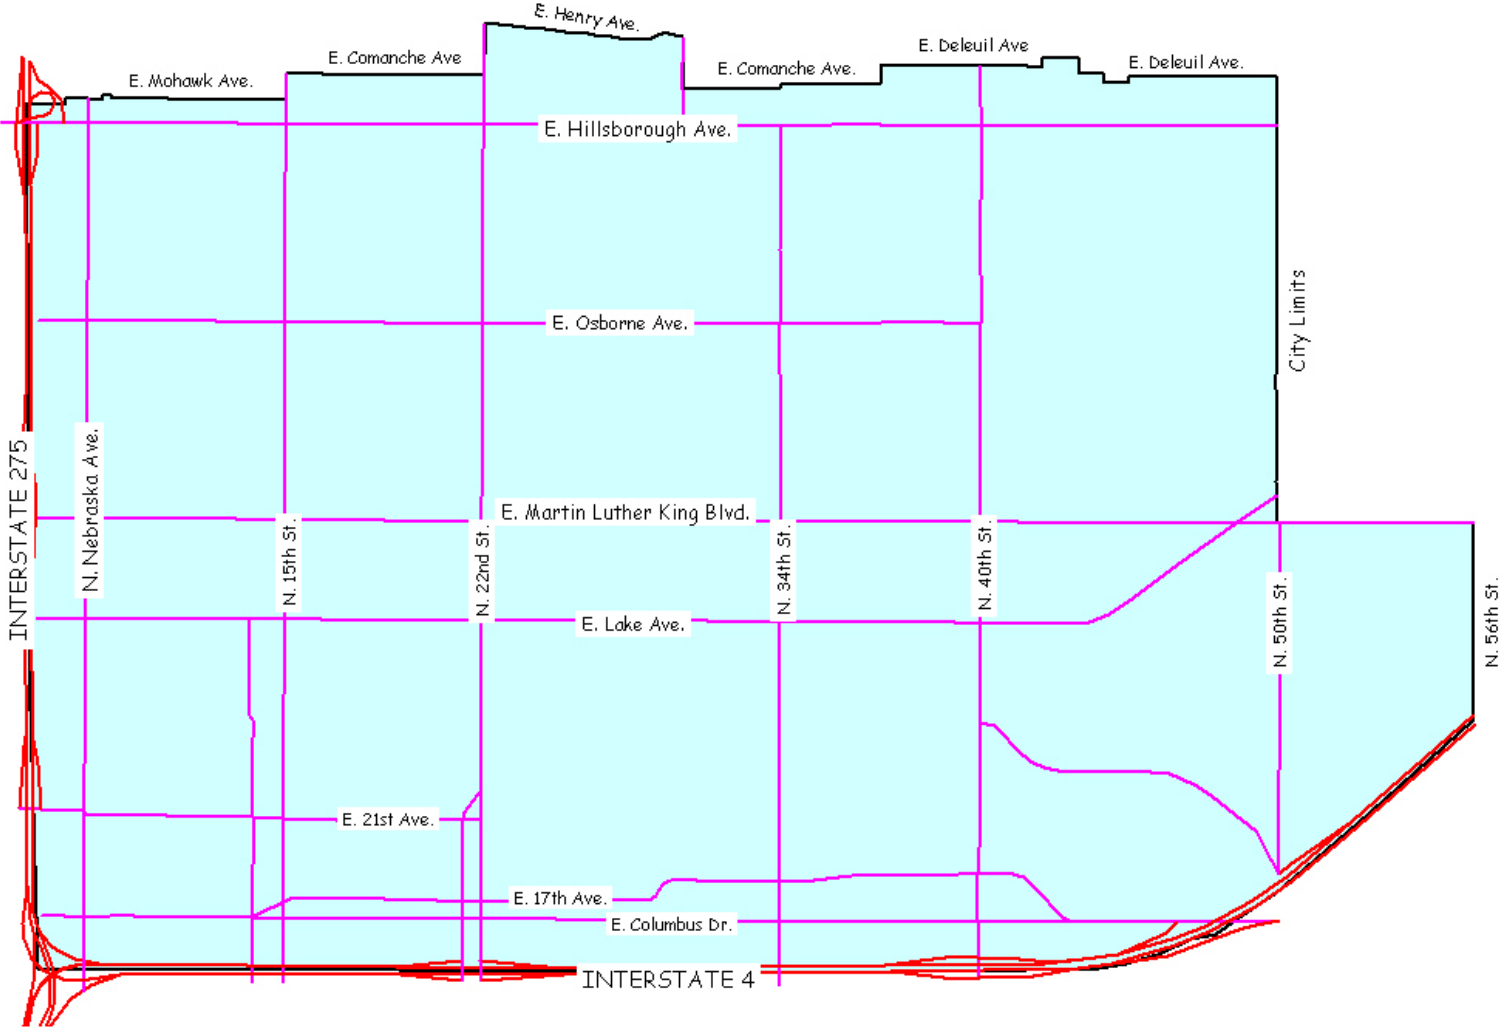 E. Henry Ave.
E. Deleuil Ave
E. Comanche Ave
E. Deleuil Ave.
E. Comanche Ave.
E. Mohawk Ave.
E. Hillsborough Ave.
City Limits
E. Osborne Ave.
INTERSTATE 275
N. Nebraska Ave.
E. Martin Luther King Blvd.
N. 15th St.
N. 22nd St.
N. 34th St.
N. 40th St.
N. 50th St.
N. 56th St.
E. Lake Ave.
E. 21st Ave.
E. 17th Ave.
E. Columbus Dr.
INTERSTATE 4